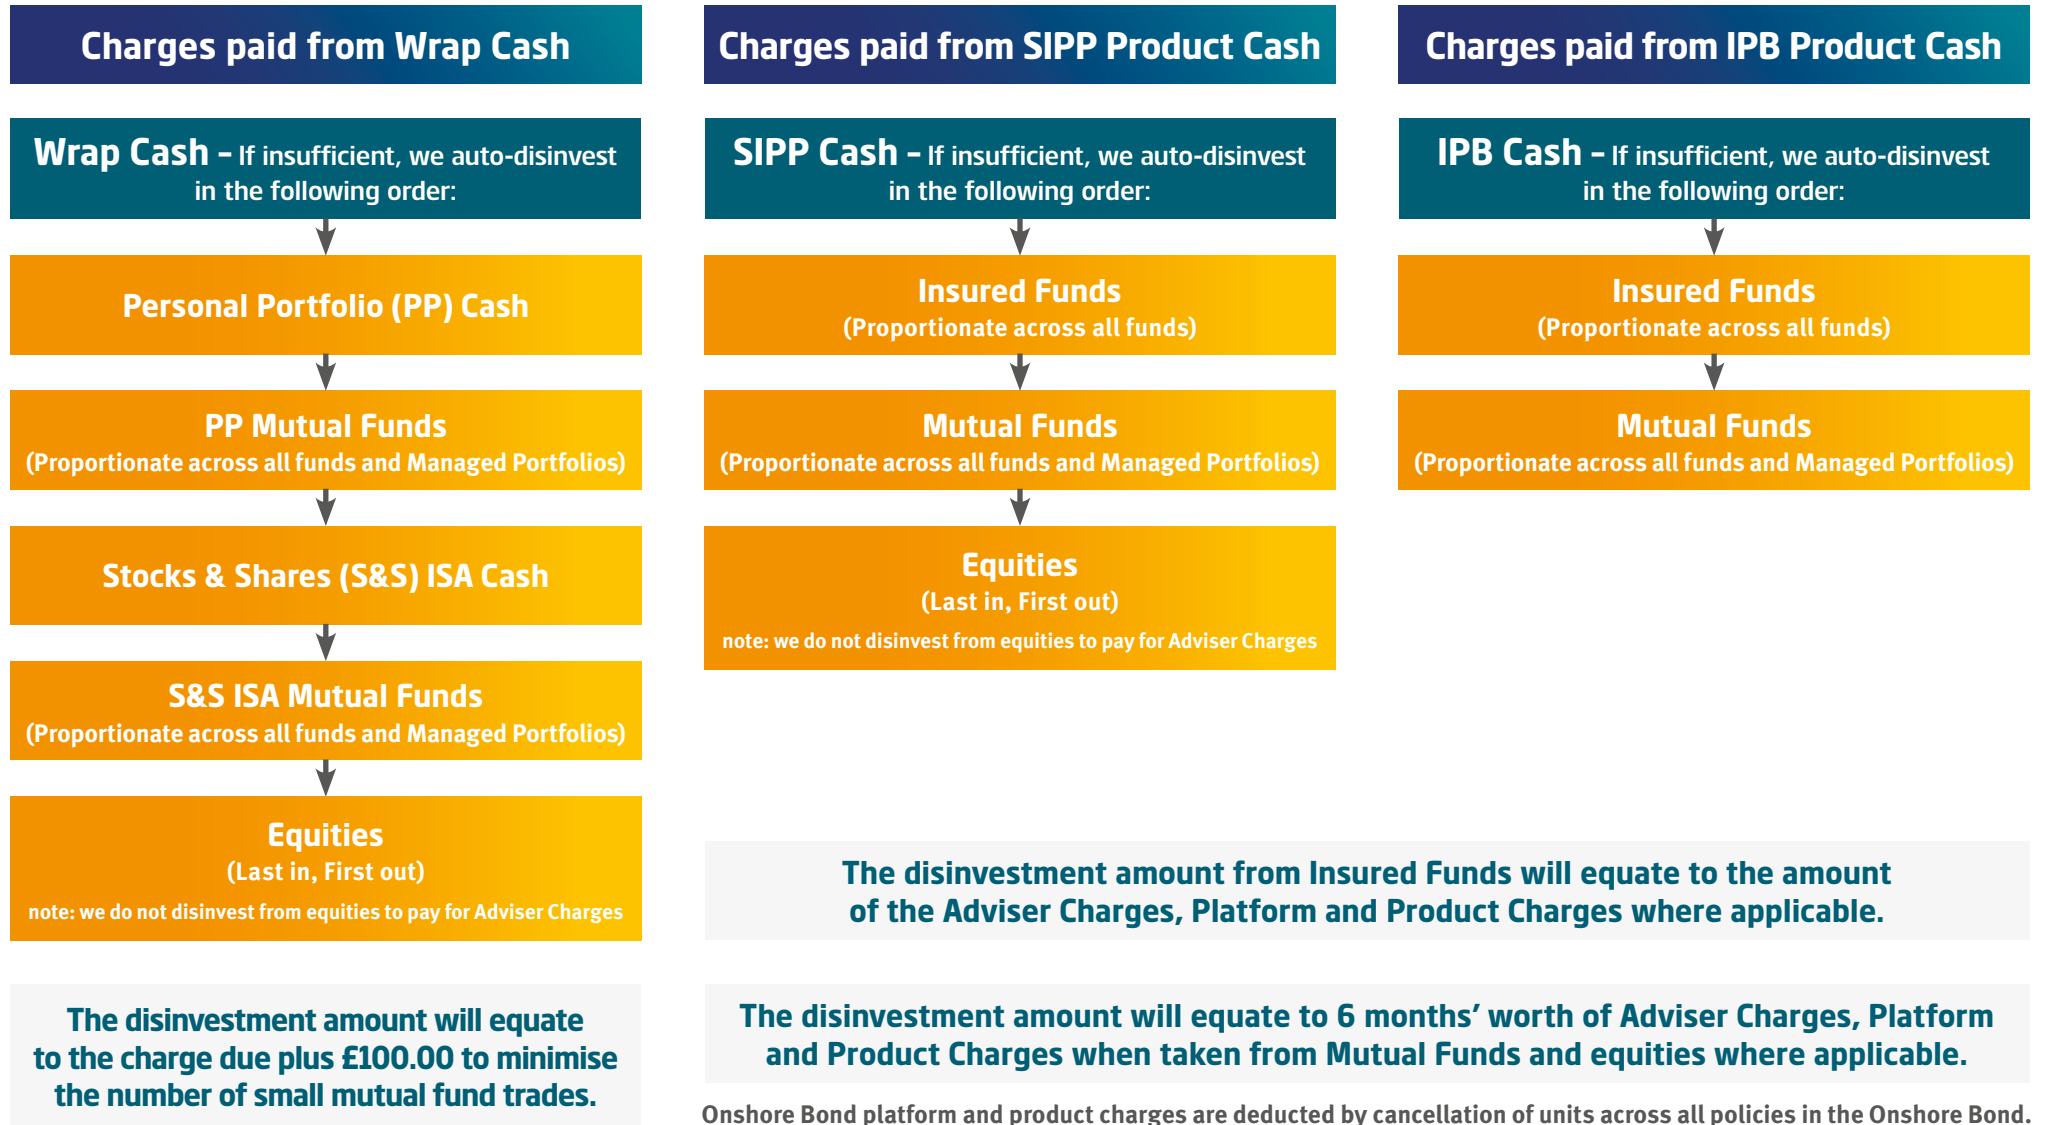 Charges paid from Wrap Cash
Wrap Cash – If insufficient, we auto-disinvest
in the following order:
Personal Portfolio (PP) Cash
PP Mutual Funds
(Proportionate across all funds and Managed Portfolios)
Stocks & Shares (S&S) ISA Cash
S&S ISA Mutual Funds
(Proportionate across all funds and Managed Portfolios)
Equities
(Last in, First out)
note: we do not disinvest from equities to pay for Adviser Charges
The disinvestment amount will equate
to the charge due plus £100.00 to minimise
the number of small mutual fund trades.
Charges paid from SIPP Product Cash
SIPP Cash – If insufficient, we auto-disinvest
in the following order:
Insured Funds
(Proportionate across all funds)
Mutual Funds
(Proportionate across all funds and Managed Portfolios)
Equities
(Last in, First out)
note: we do not disinvest from equities to pay for Adviser Charges
Charges paid from IPB Product Cash
IPB Cash – If insufficient, we auto-disinvest
in the following order:
Insured Funds
(Proportionate across all funds)
Mutual Funds
(Proportionate across all funds and Managed Portfolios)
The disinvestment amount from Insured Funds will equate to the amount
of the Adviser Charges, Platform and Product Charges where applicable.
The disinvestment amount will equate to 6 months’ worth of Adviser Charges, Platform
and Product Charges when taken from Mutual Funds and equities where applicable.
Onshore Bond platform and product charges are deducted by cancellation of units across all policies in the Onshore Bond.